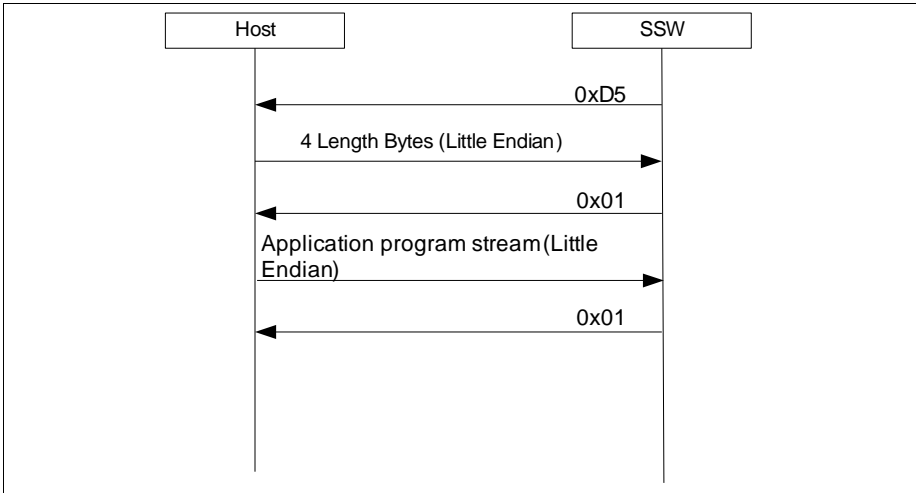 Host
SSW
0xD5
4 Length Bytes (Little Endian)
0x01
Application program stream (Little
Endian)
0x01